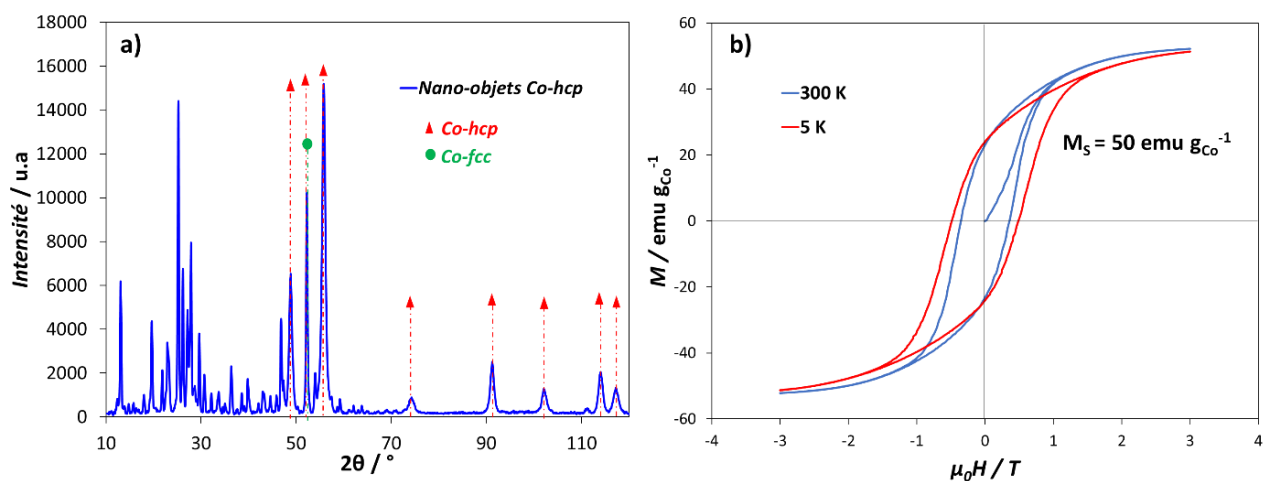 a)
18000
16000
14000
12000
10000
8000
6000
4000
2000
0
Intensité / u.a
Nano-objets Co-hcp
Co-hcp
Co-fcc
10 30 50 70 90 110
2θ / °
b)
60
40
20
0
-20
-40
-60
M / emu gCo-1
300 K
5 K
MS = 50 emu gCo-1
-4 -3 -2 -1 0 1 2 3 4
μ0H / T